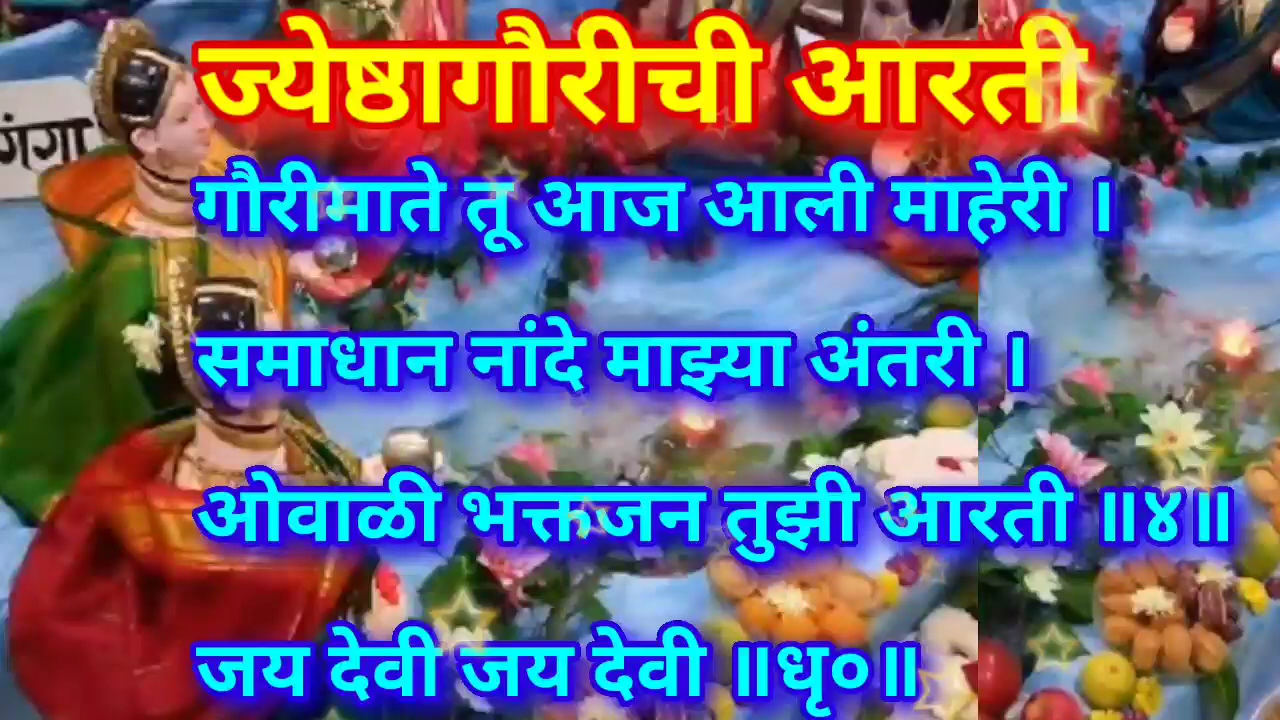 ज्येष्ठागौरीची आरती
गंगा
गौरीमाते तू आज आली माहेरी ।
समाधान नांदे माझ्या अंतरी ।
ओवाळी भक्तजन तुझी आरती ॥४॥
जय देवी जय देवी ॥धृ०॥